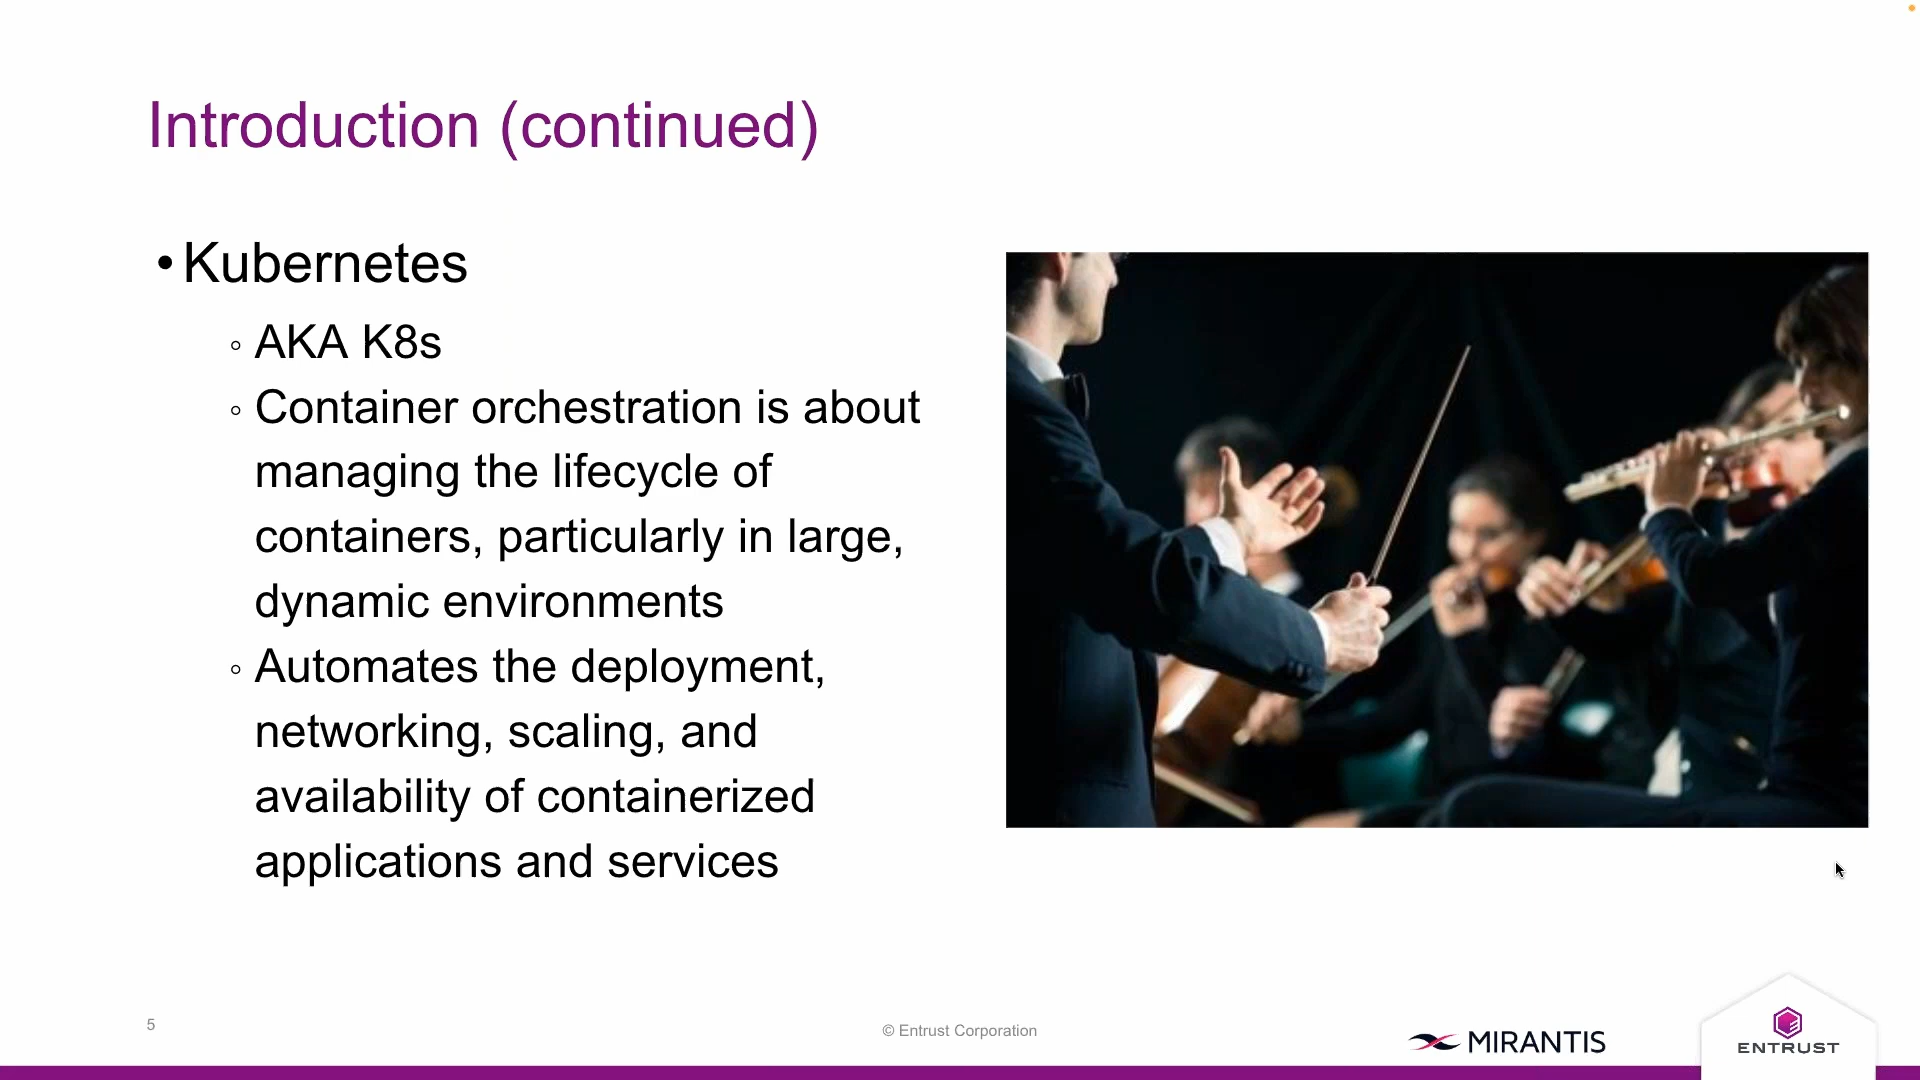 Introduction (continued)
• Kubernetes
◦ AKA K8s
◦ Container orchestration is about
managing the lifecycle of
containers, particularly in large,
dynamic environments
◦ Automates the deployment,
networking, scaling, and
availability of containerized
applications and services
5
© Entrust Corporation
MIRANTIS
ENTRUST